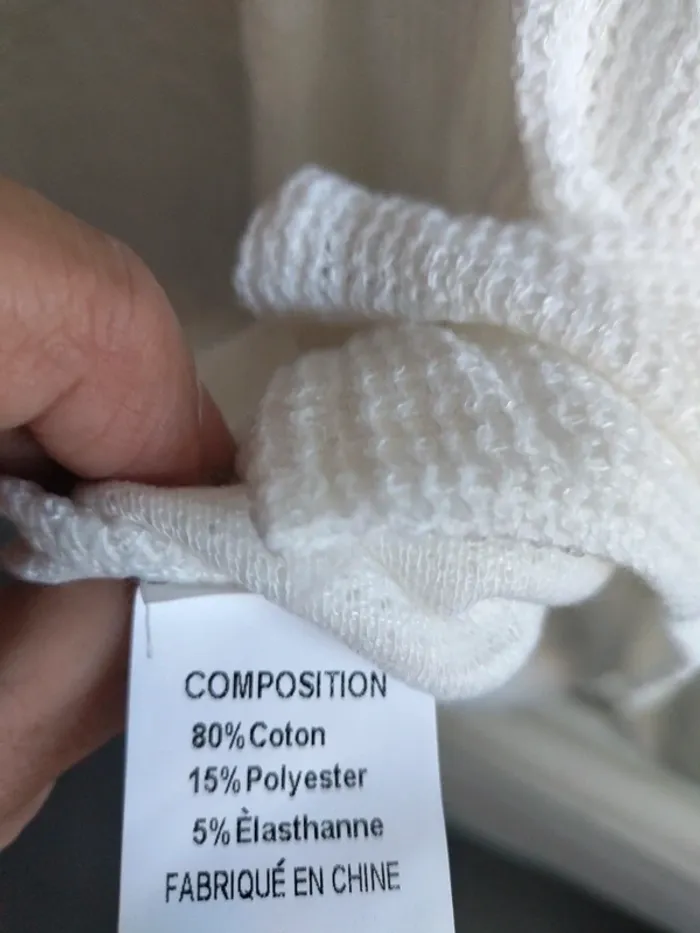 COMPOSITION
80% Coton
15% Polyester
5% Èlasthanne
FABRIQUÉ EN CHINE